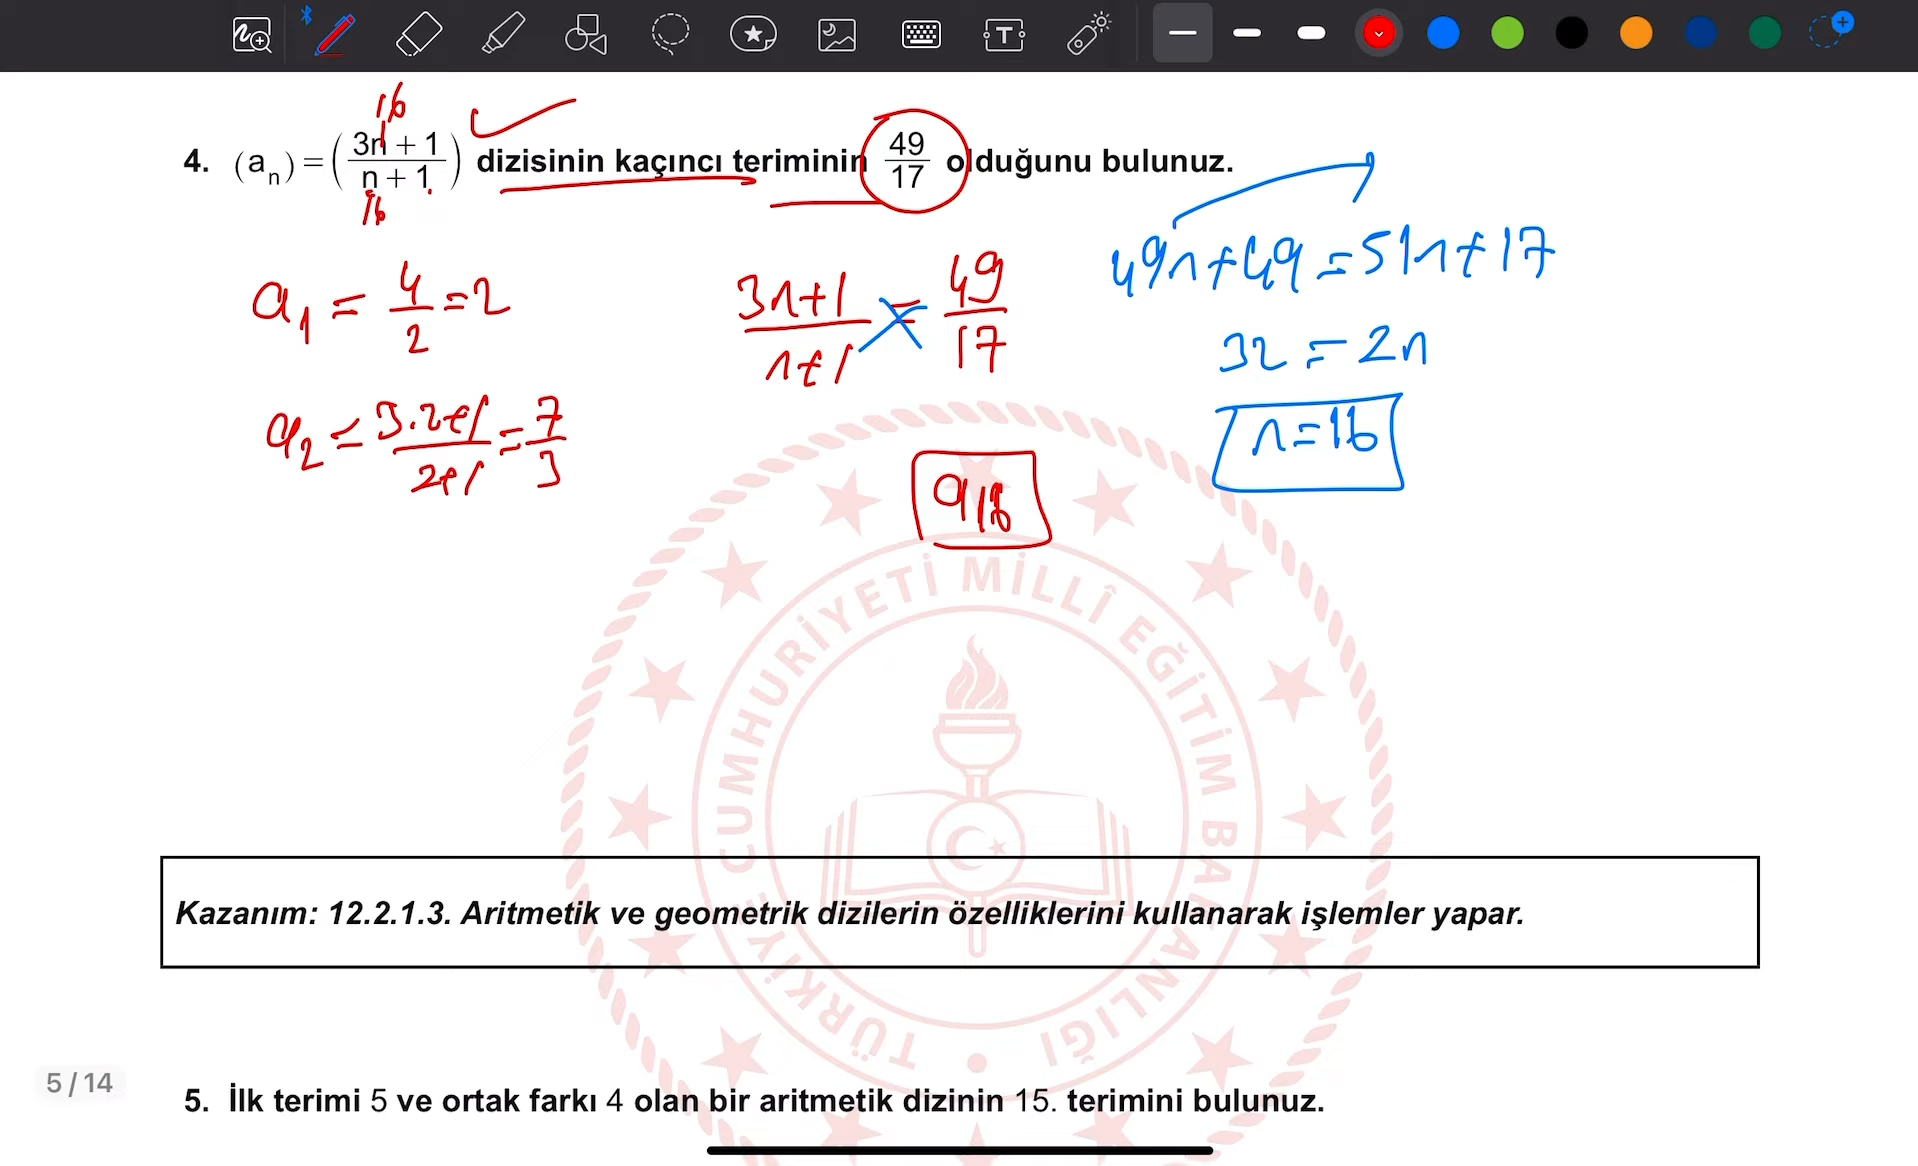 16
4. (aₙ) = (3n + 1 / n + 1) dizisinin kaçıncı teriminin 49/17 olduğunu bulunuz.
16
a₁ = 4/2 = 2
3n+1/n+1 = 49/17
49n+49=51n+17
32=2n
n=16
a₂ = 3.2+1/2+1 = 7/3
a₁₆
TÜRKİYE CUMHURİYETİ MİLLÎ EĞİTİM BAKANLIĞI
Kazanım: 12.2.1.3. Aritmetik ve geometrik dizilerin özelliklerini kullanarak işlemler yapar.
5 / 14
5. İlk terimi 5 ve ortak farkı 4 olan bir aritmetik dizinin 15. terimini bulunuz.